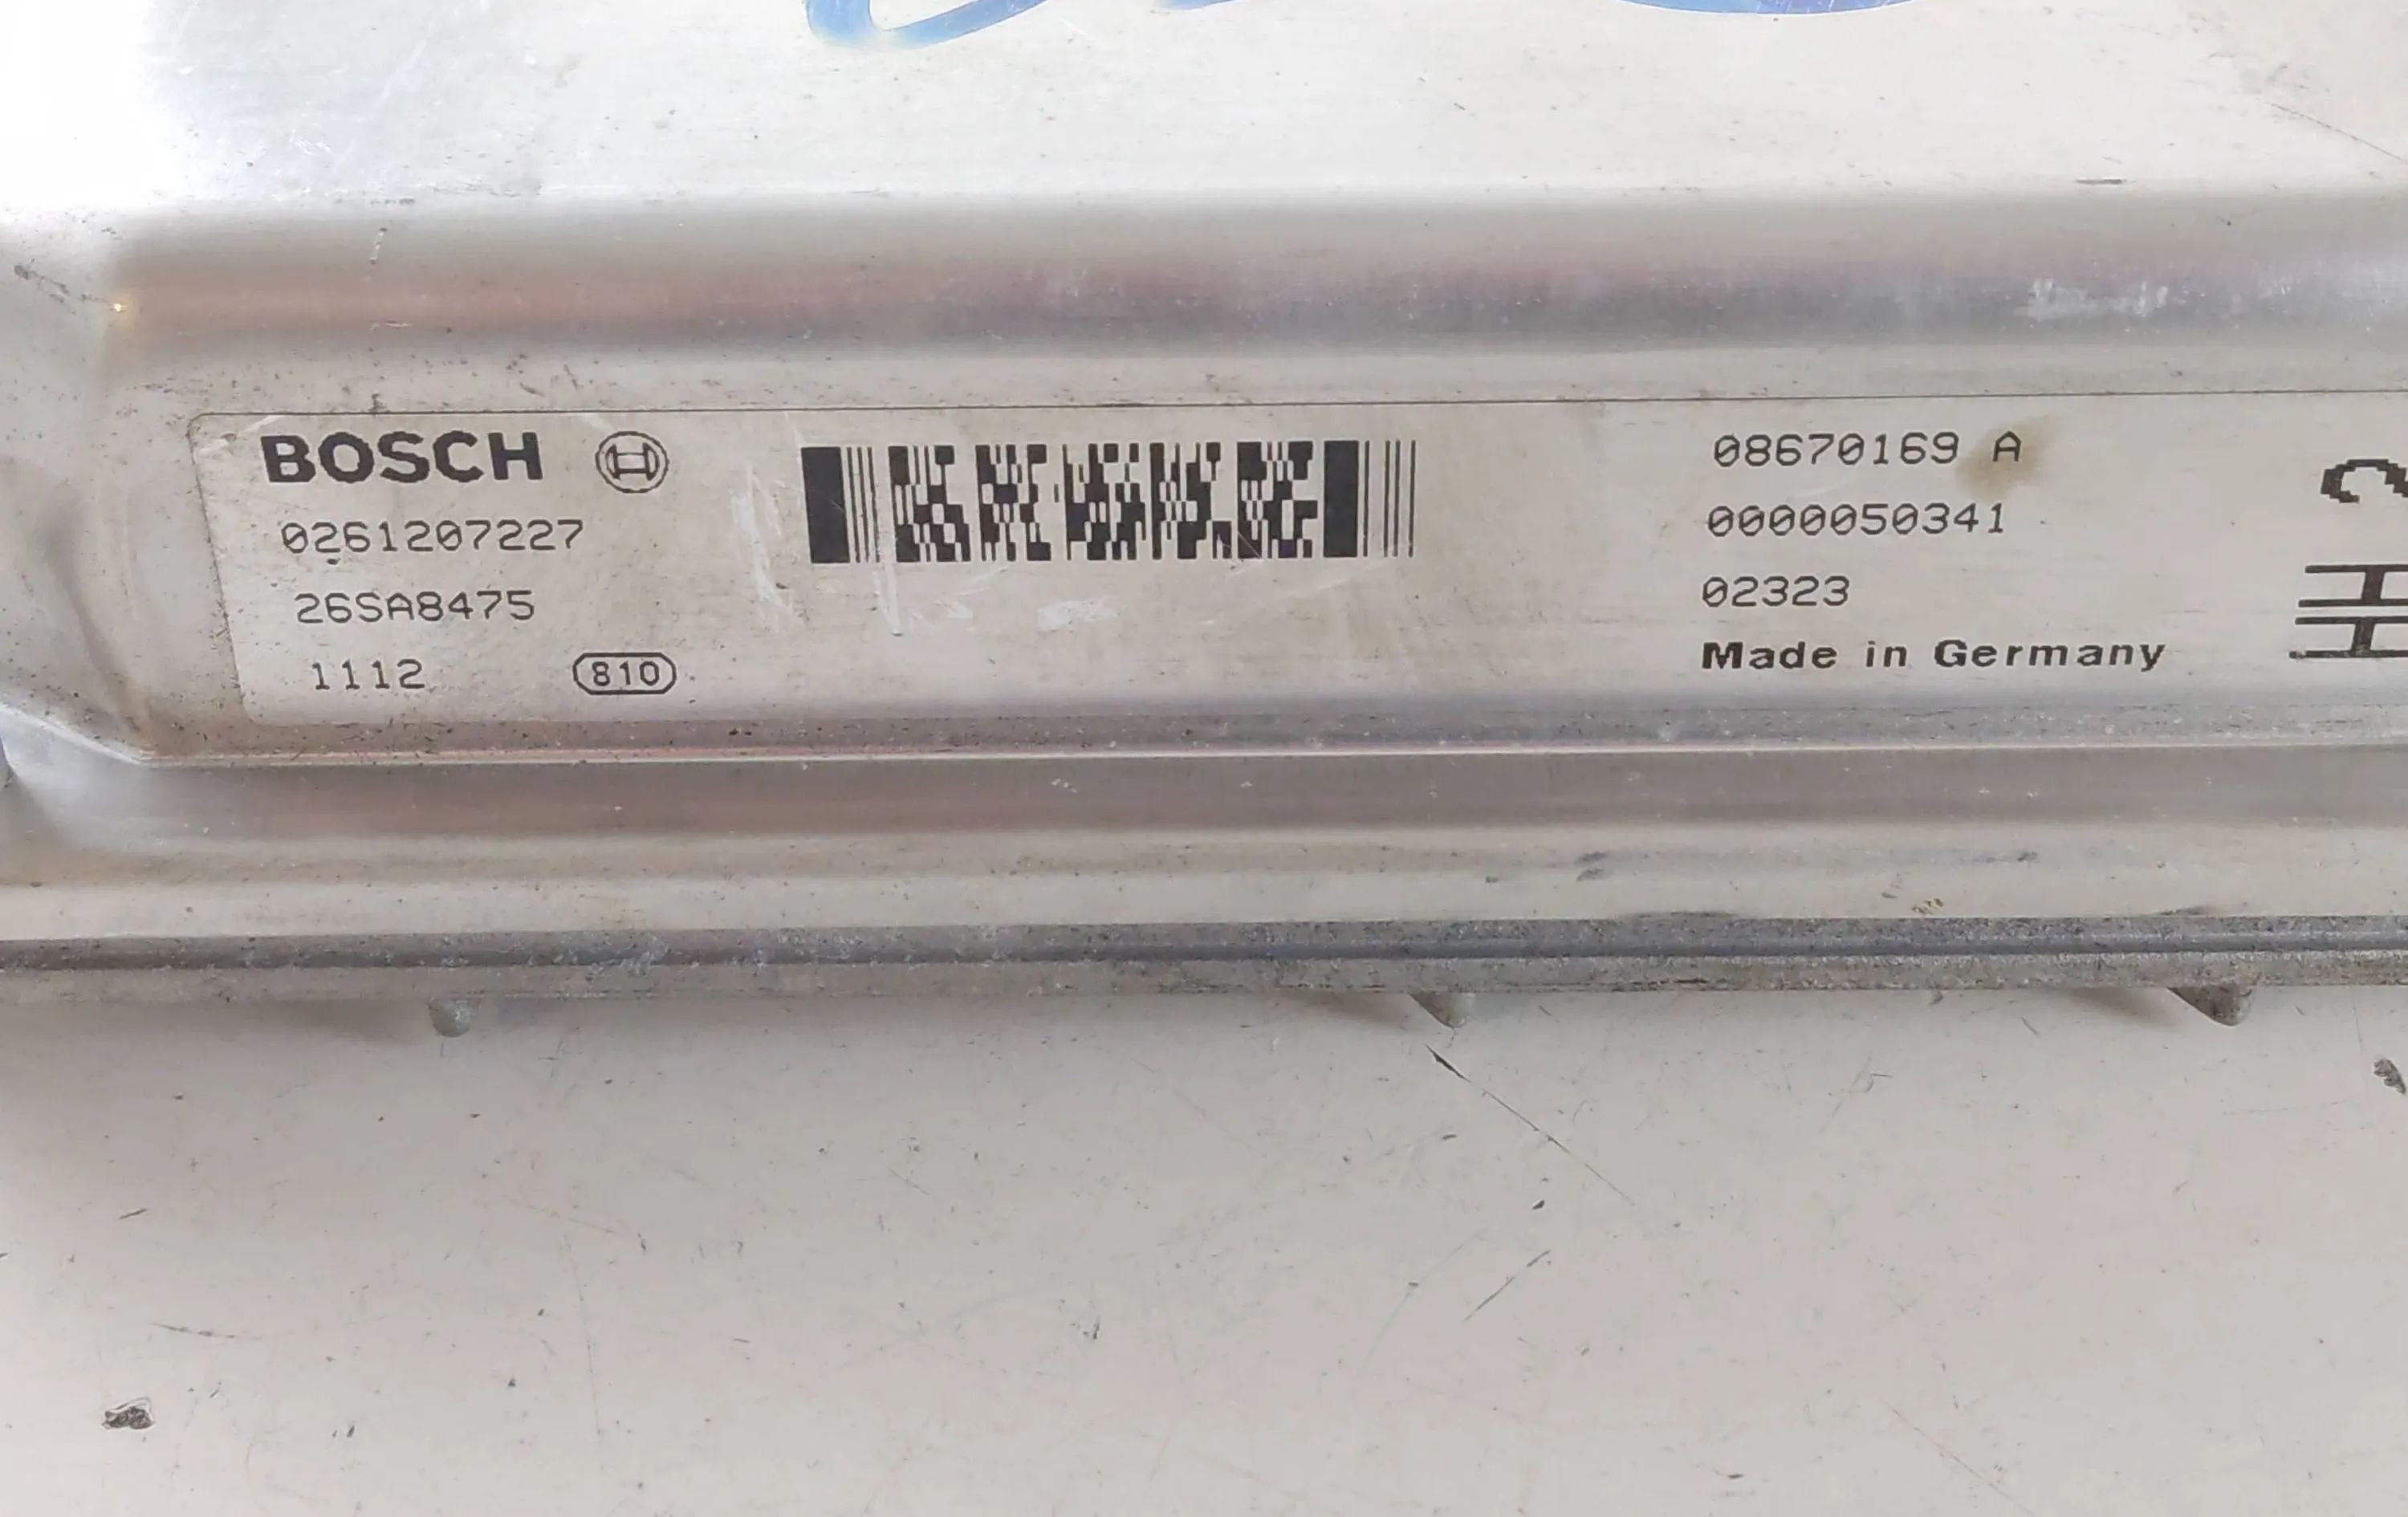 BOSCH
0261207227
26SA8475
1112
810
08670169 A
0000050341
02323
Made in Germany